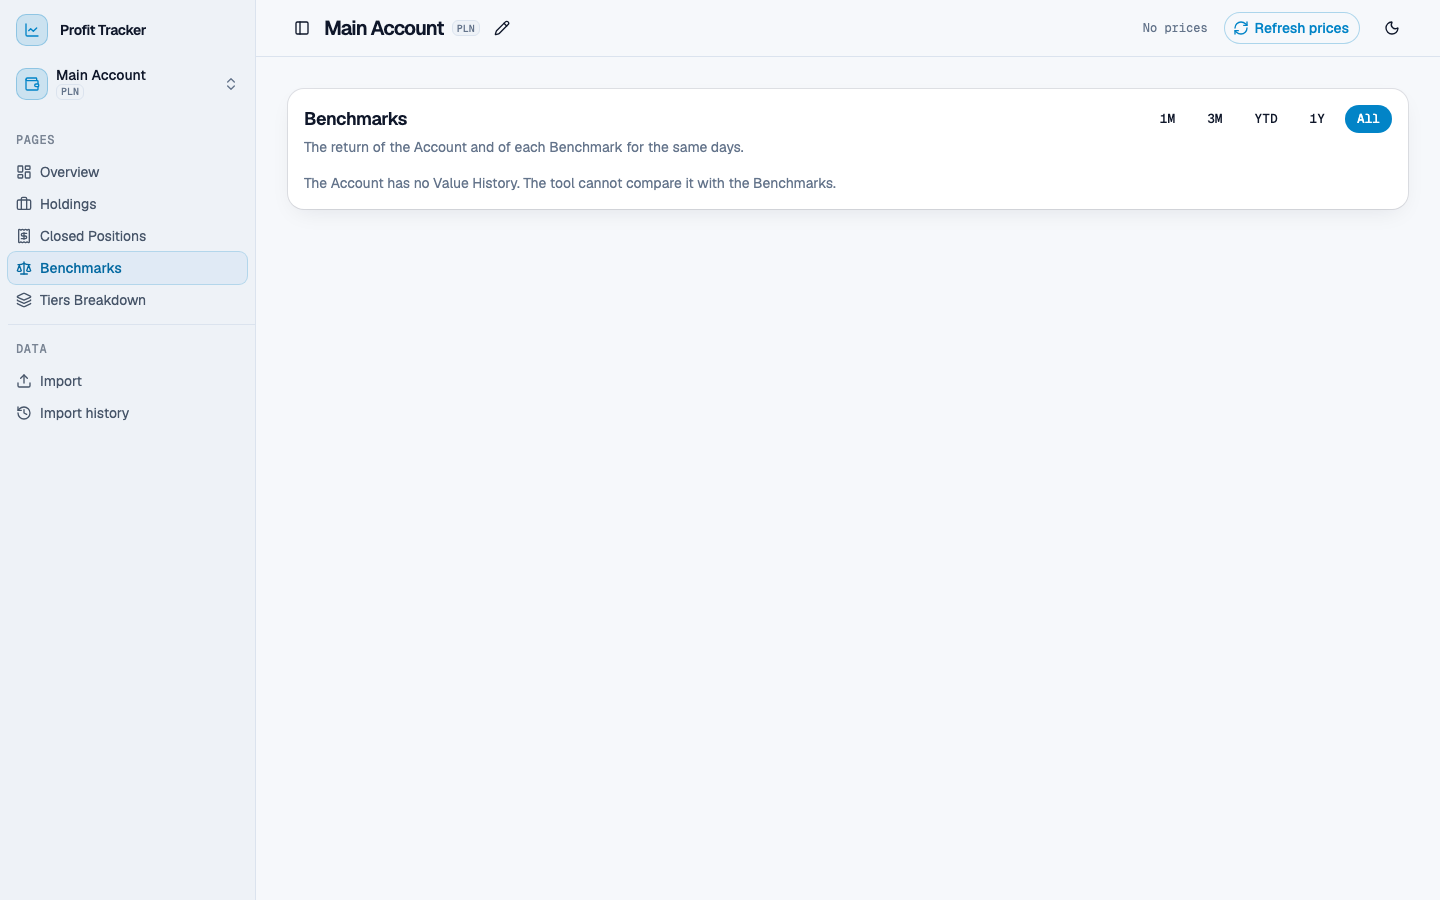 Profit Tracker
Main Account
PLN
PAGES
Overview
Holdings
Closed Positions
Benchmarks
Tiers Breakdown
DATA
Import
Import history
Main Account PLN
No prices Refresh prices
Benchmarks
1M 3M YTD 1Y All
The return of the Account and of each Benchmark for the same days.
The Account has no Value History. The tool cannot compare it with the Benchmarks.